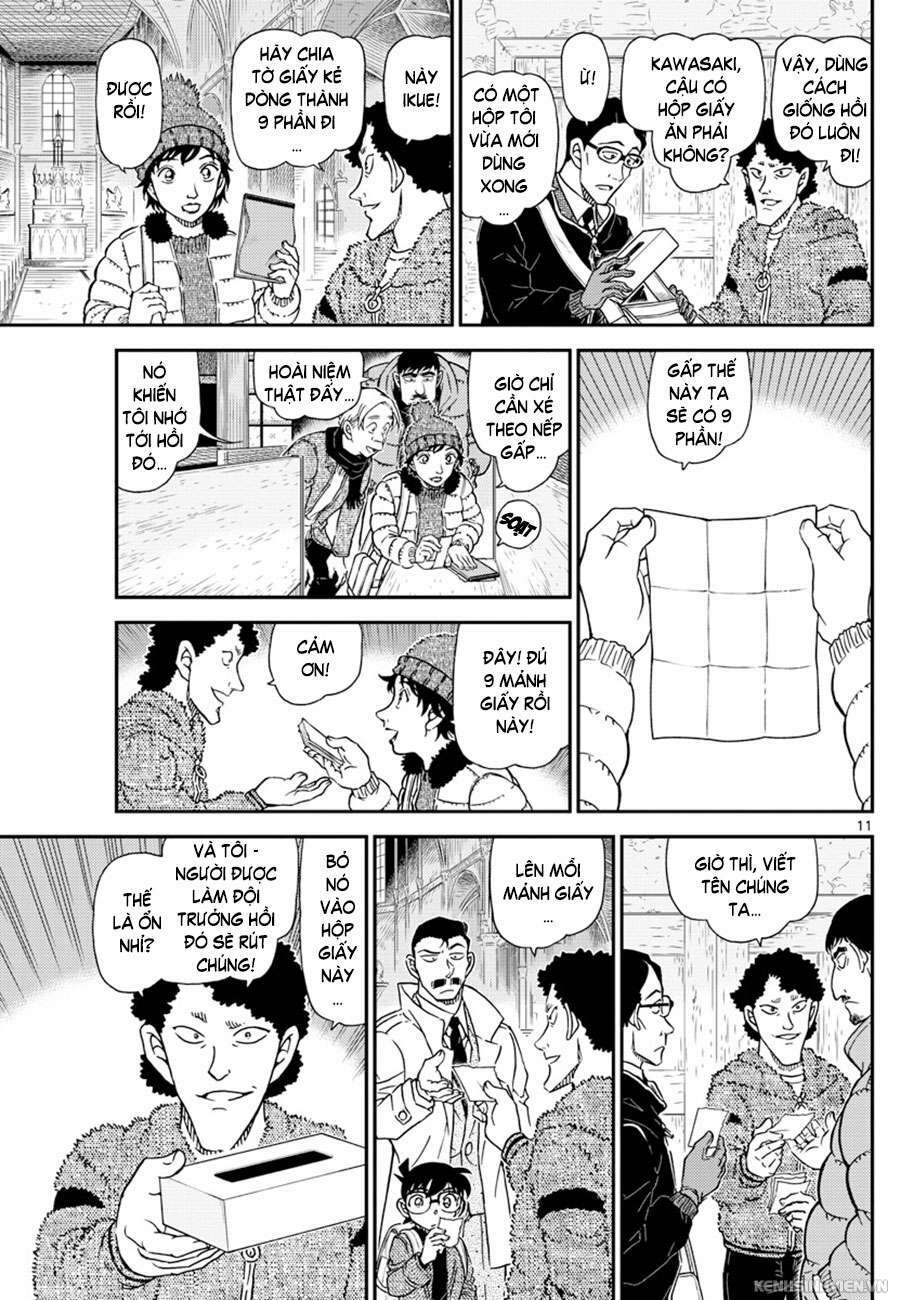 VẬY, DÙNG
CÁCH
GIỐNG HỒI
ĐÓ LUÔN
ĐI!
KAWASAKI,
CẬU CÓ
HỘP GIẤY
ĂN PHẢI
KHÔNG?
Ừ!
CÓ MỘT
HỘP TÔI
VỪA MỚI
DÙNG
XONG
...
NÀY
IKUE!
HÃY CHIA
TỜ GIẤY KẺ
DÒNG THÀNH
9 PHẦN ĐI
...
ĐƯỢC
RỒI!
GẤP THẾ
NÀY TA
SẼ CÓ 9
PHẦN!
GIỜ CHỈ
CẦN XÉ
THEO NẾP
GẤP...
SOẠT
HOÀI NIỆM
THẬT ĐẤY...
NÓ
KHIẾN
TÔI NHỚ
TỚI HỒI
ĐÓ...
ĐÂY! ĐỦ
9 MẢNH
GIẤY RỒI
NÀY!
CẢM
ƠN!
11
GIỜ THÌ, VIẾT
TÊN CHÚNG
TA...
LÊN MỖI
MẢNH GIẤY
...
BỎ NÓ
VÀO
HỘP
GIẤY
NÀY
...
VÀ TÔI -
NGƯỜI ĐƯỢC
LÀM ĐỘI
TRƯỞNG HỒI
ĐÓ SẼ RÚT
CHÚNG!
THẾ
LÀ ỔN
NHỈ?
KENHSINHVIEN.VN